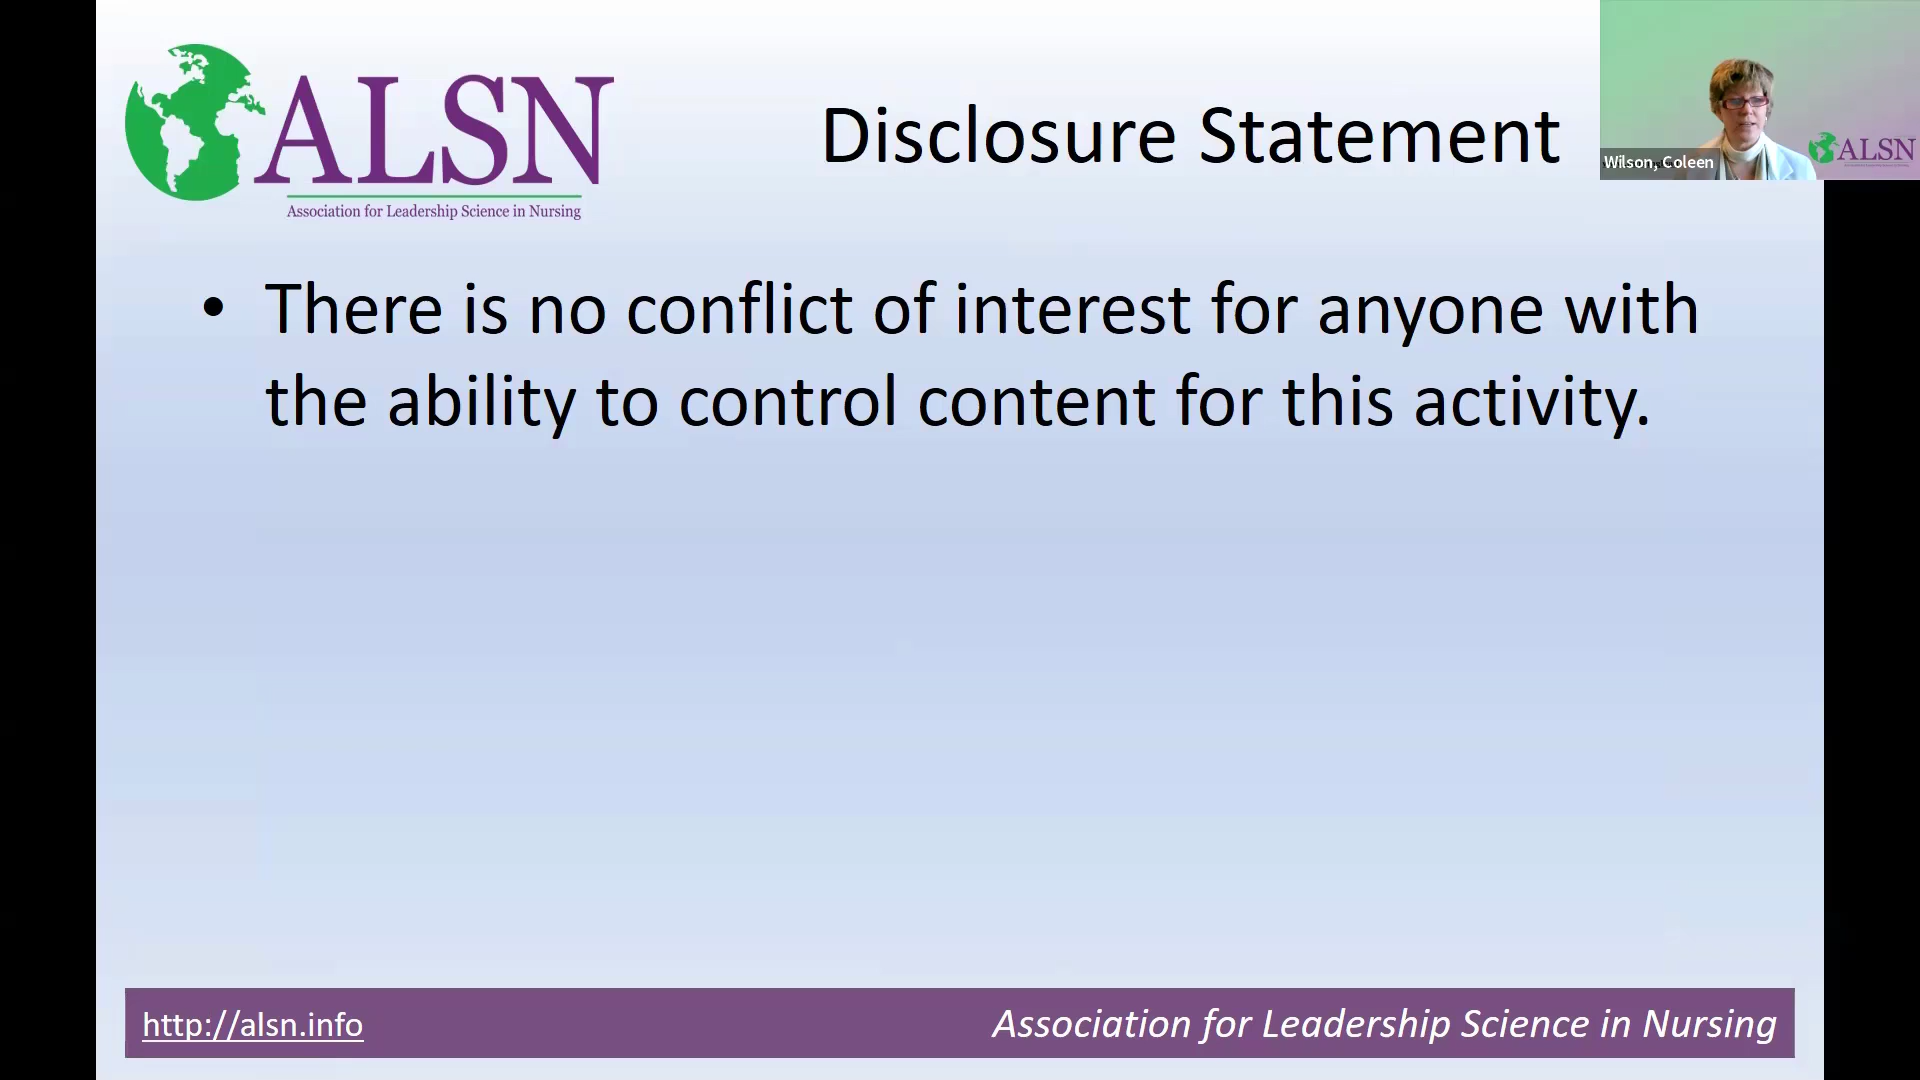 ALSN
Association for Leadership Science in Nursing
Disclosure Statement
Wilson, Coleen
ALSN
• There is no conflict of interest for anyone with
the ability to control content for this activity.
http://alsn.info
Association for Leadership Science in Nursing